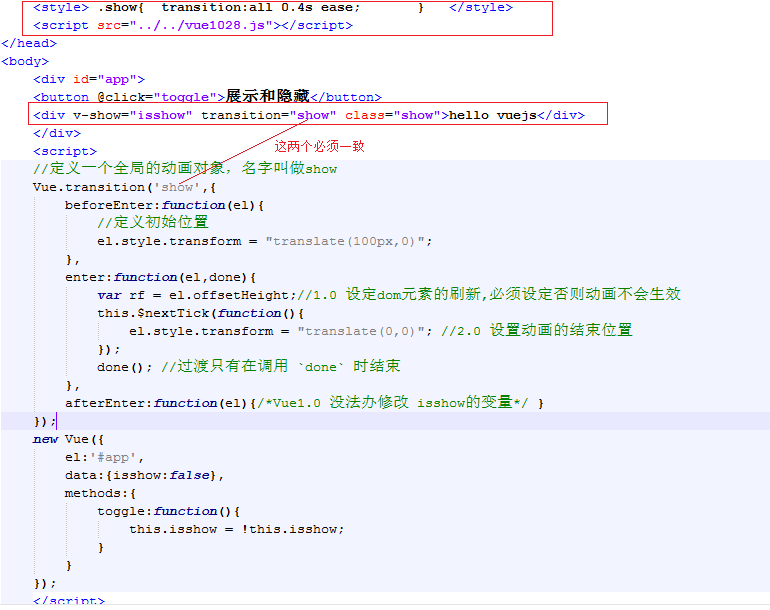 <style> .show{  transition:all 0.4s ease;      }   </style>
<script src="../../vue1028.js"></script>
</head>
<body>
<div id="app">
<button @click="toggle">展示和隐藏</button>
<div v-show="isshow" transition="show" class="show">hello vuejs</div>
</div>
这两个必须一致
<script>
//定义一个全局的动画对象，名字叫做show
Vue.transition('show',{
beforeEnter:function(el){
//定义初始位置
el.style.transform = "translate(100px,0)";
},
enter:function(el,done){
var rf = el.offsetHeight;//1.0 设定dom元素的刷新,必须设定否则动画不会生效
this.$nextTick(function(){
el.style.transform = "translate(0,0)"; //2.0 设置动画的结束位置
});
done(); //过渡只有在调用 `done` 时结束
},
afterEnter:function(el){/*Vue1.0 没法办修改 isshow的变量*/ }
});
new Vue({
el:'#app',
data:{isshow:false},
methods:{
toggle:function(){
this.isshow = !this.isshow;
}
}
});
</script>